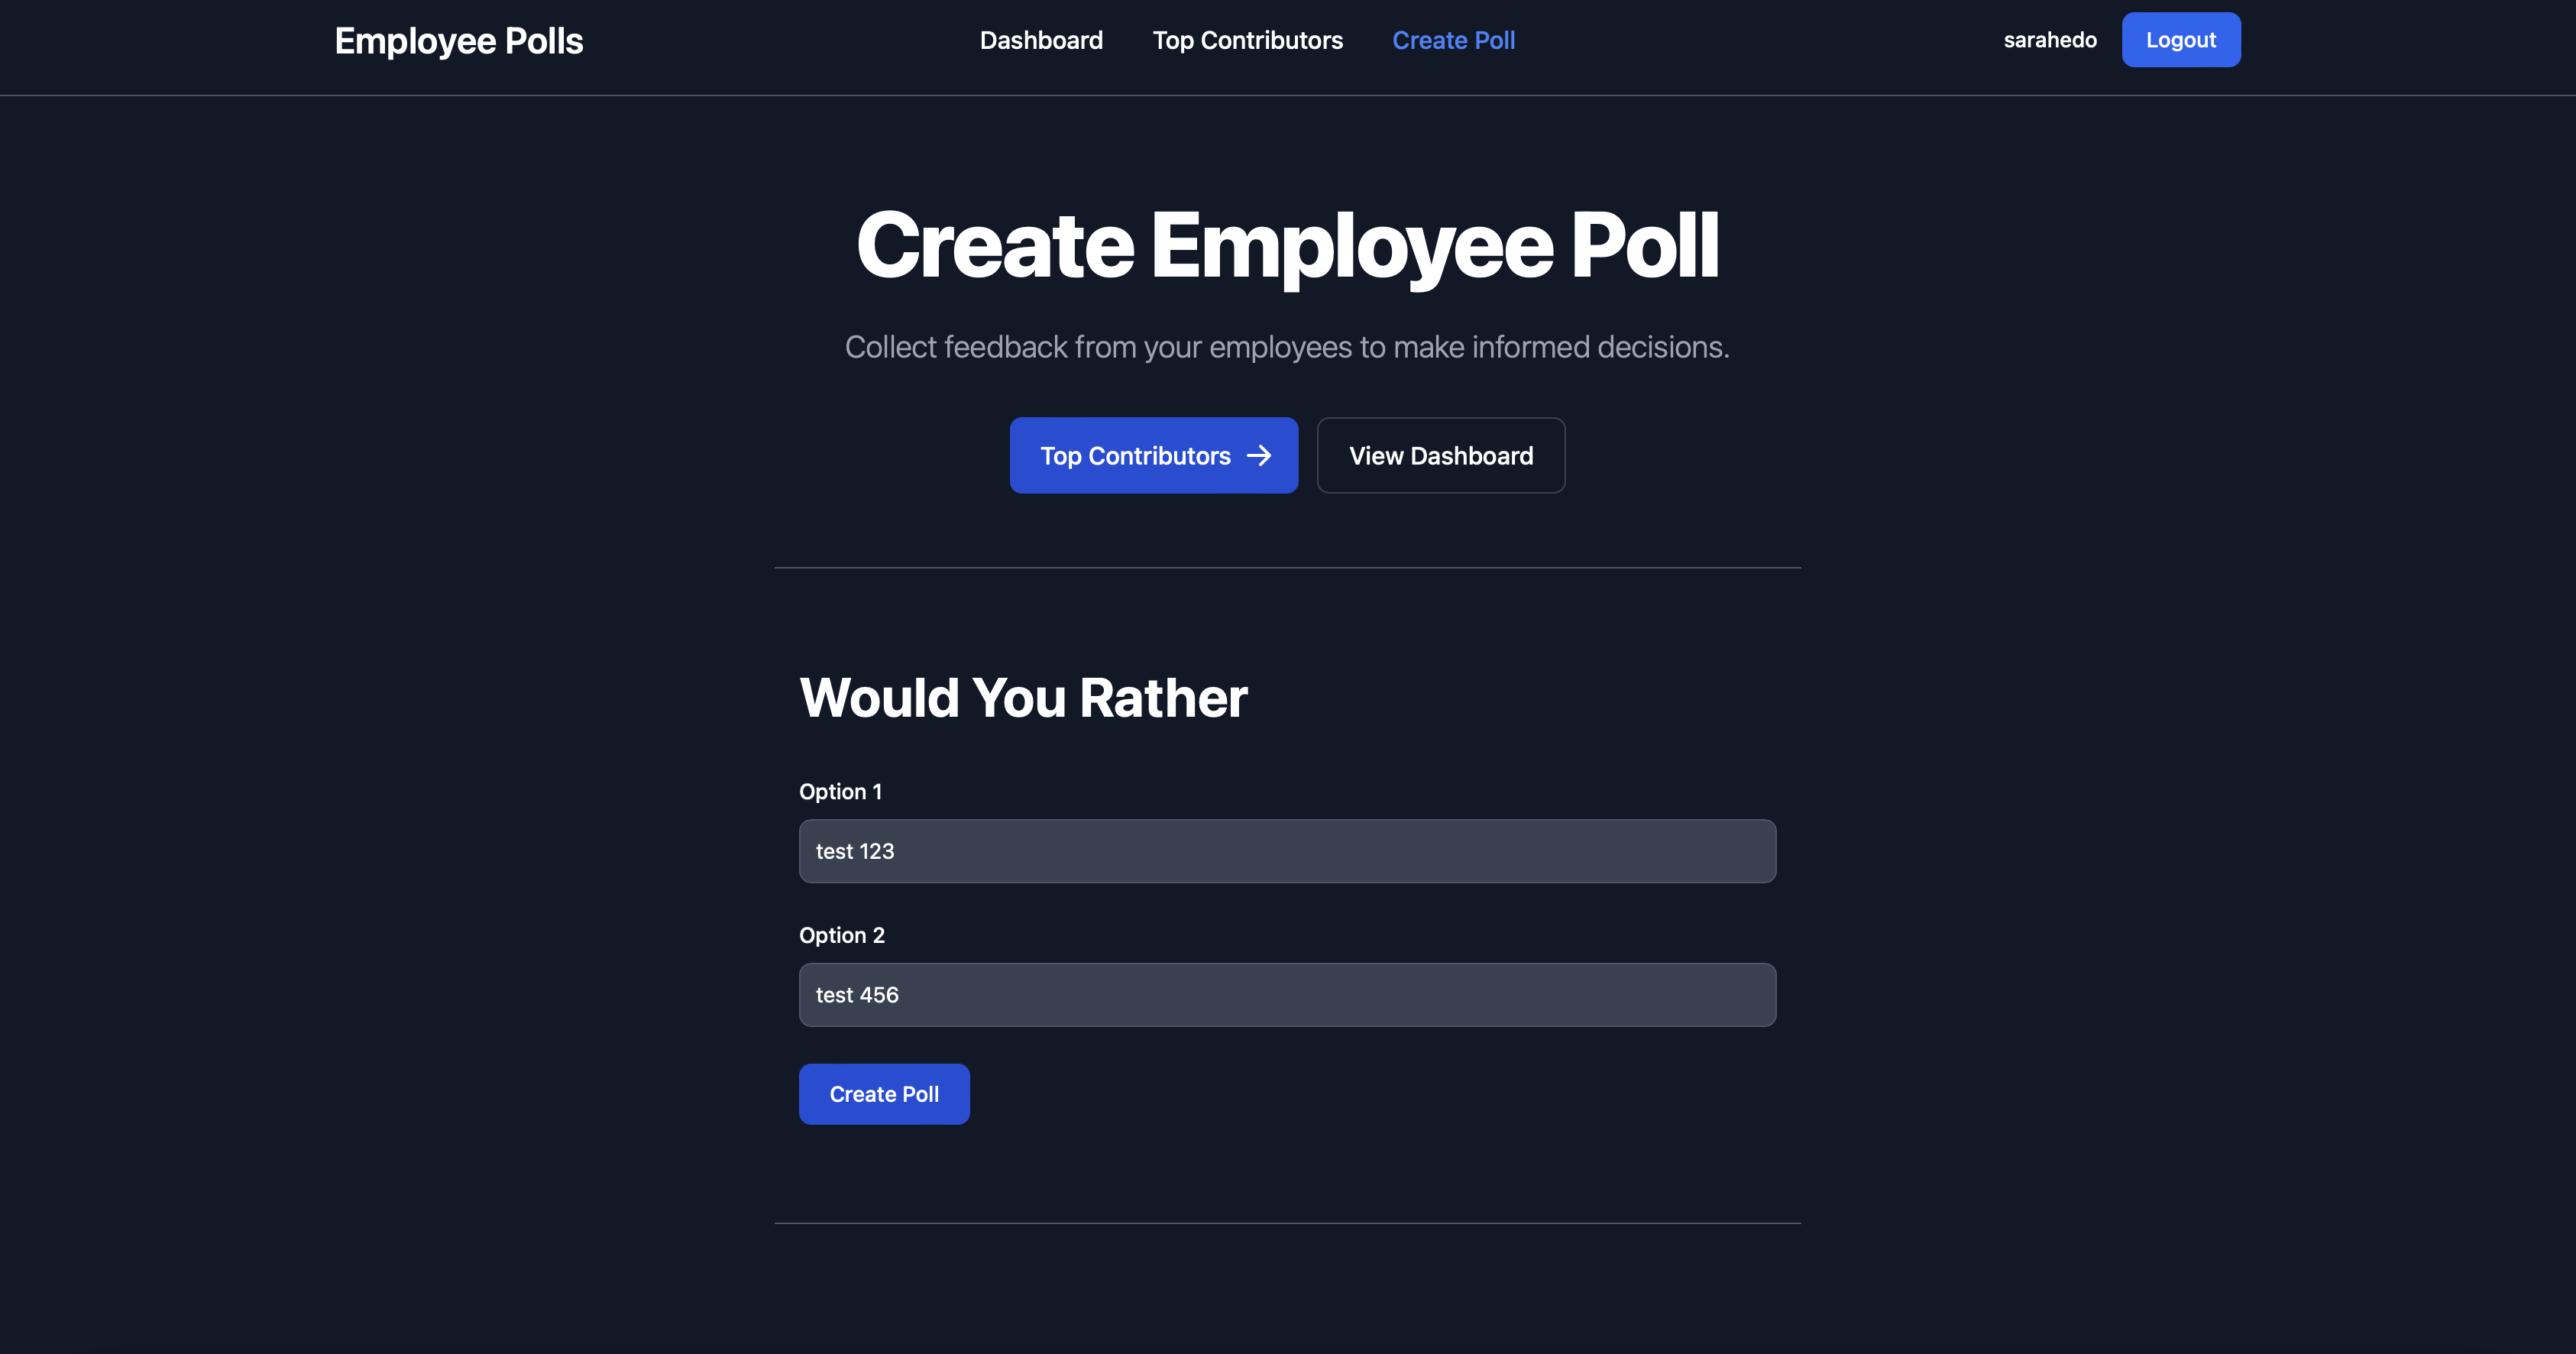 Employee Polls
Dashboard
Top Contributors
Create Poll
sarahedo
Logout
Create Employee Poll
Collect feedback from your employees to make informed decisions.
Top Contributors
View Dashboard
Would You Rather
Option 1
test 123
Option 2
test 456
Create Poll